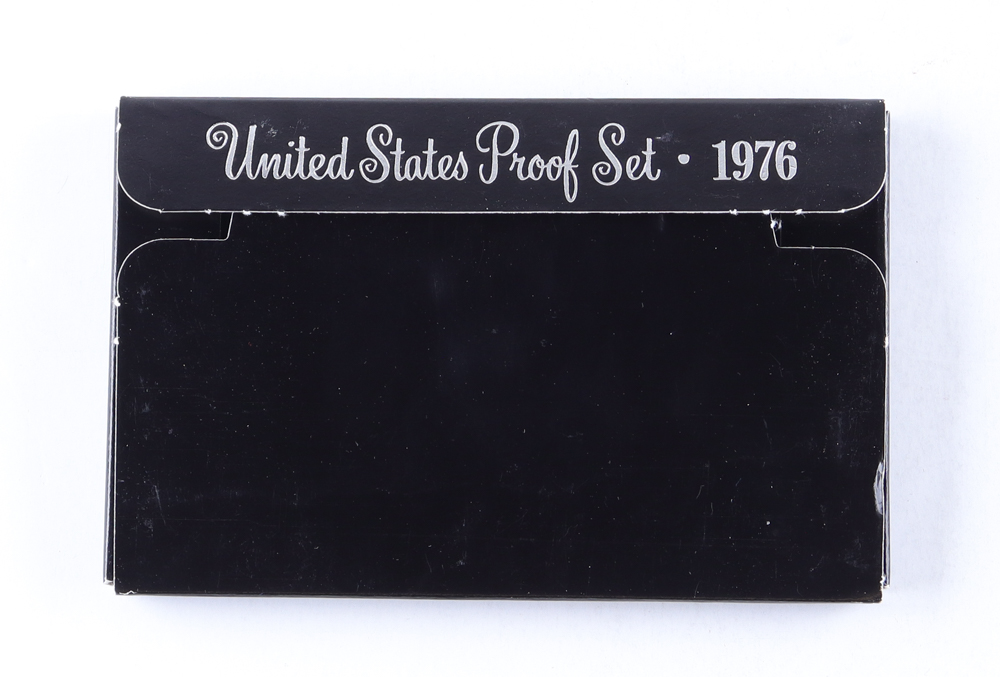 United States Proof Set • 1976